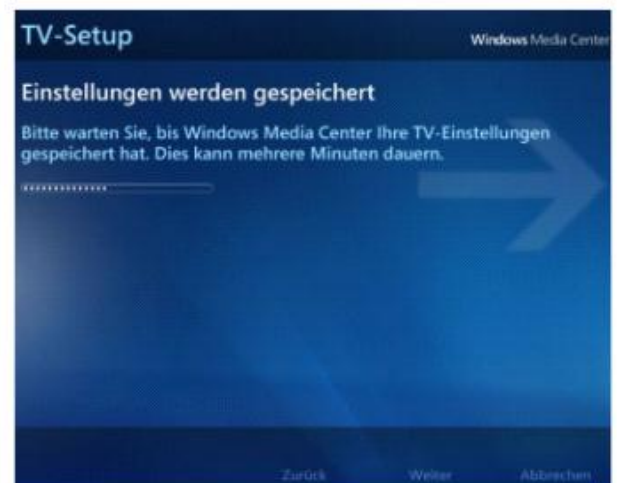 TV-Setup
Windows Media Center
Einstellungen werden gespeichert
Bitte warten Sie, bis Windows Media Center Ihre TV-Einstellungen
gespeichert hat. Dies kann mehrere Minuten dauern.
Zurück Weiter Abbrechen